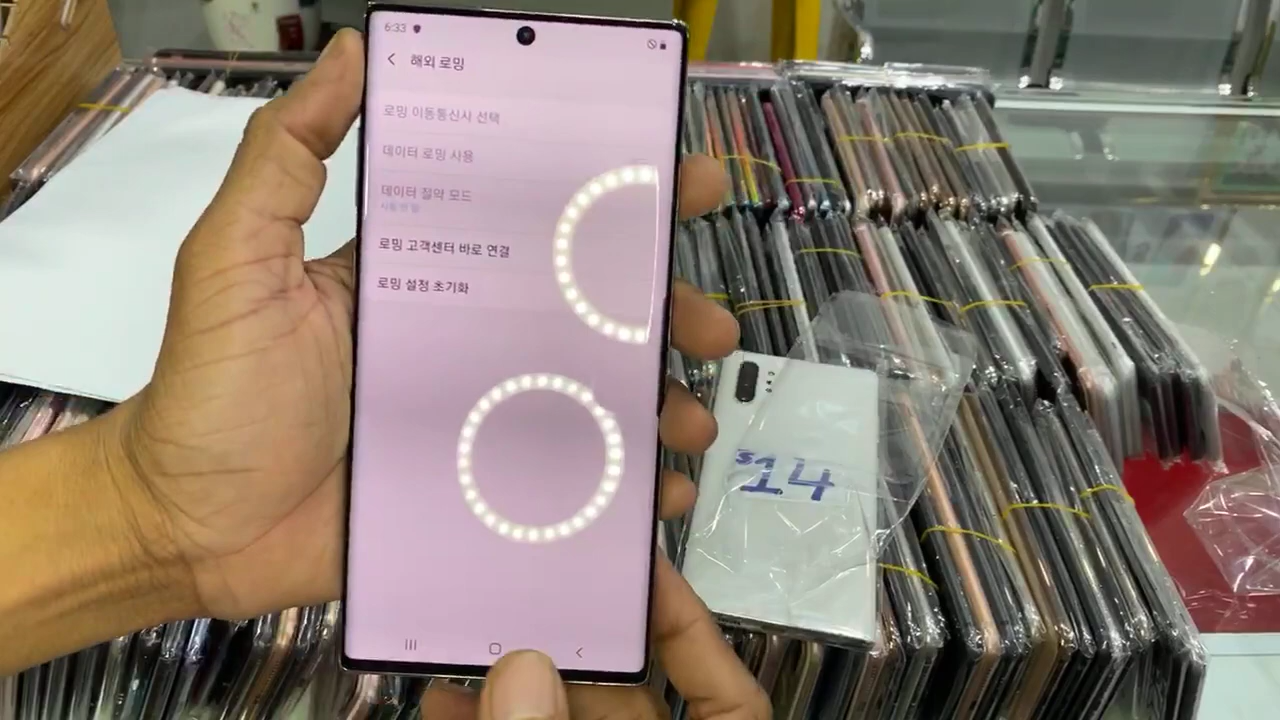 6:33
해외 로밍
로밍 이동통신사 선택
데이터 로밍 사용
데이터 절약 모드
로밍 고객센터 바로 연결
로밍 설정 초기화
$14